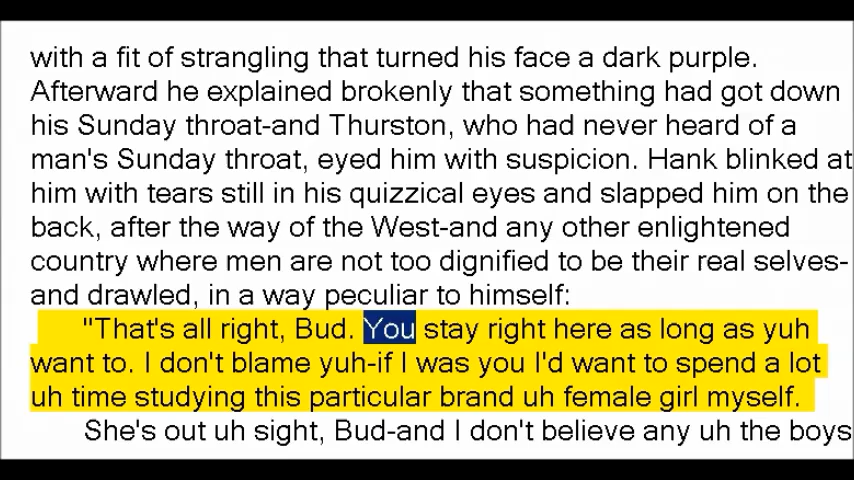 with a fit of strangling that turned his face a dark purple.
Afterward he explained brokenly that something had got down
his Sunday throat-and Thurston, who had never heard of a
man's Sunday throat, eyed him with suspicion. Hank blinked at
him with tears still in his quizzical eyes and slapped him on the
back, after the way of the West-and any other enlightened
country where men are not too dignified to be their real selves-
and drawled, in a way peculiar to himself:
"That's all right, Bud. You stay right here as long as yuh
want to. I don't blame yuh-if I was you I'd want to spend a lot
uh time studying this particular brand uh female girl myself.
She's out uh sight, Bud-and I don't believe any uh the boys